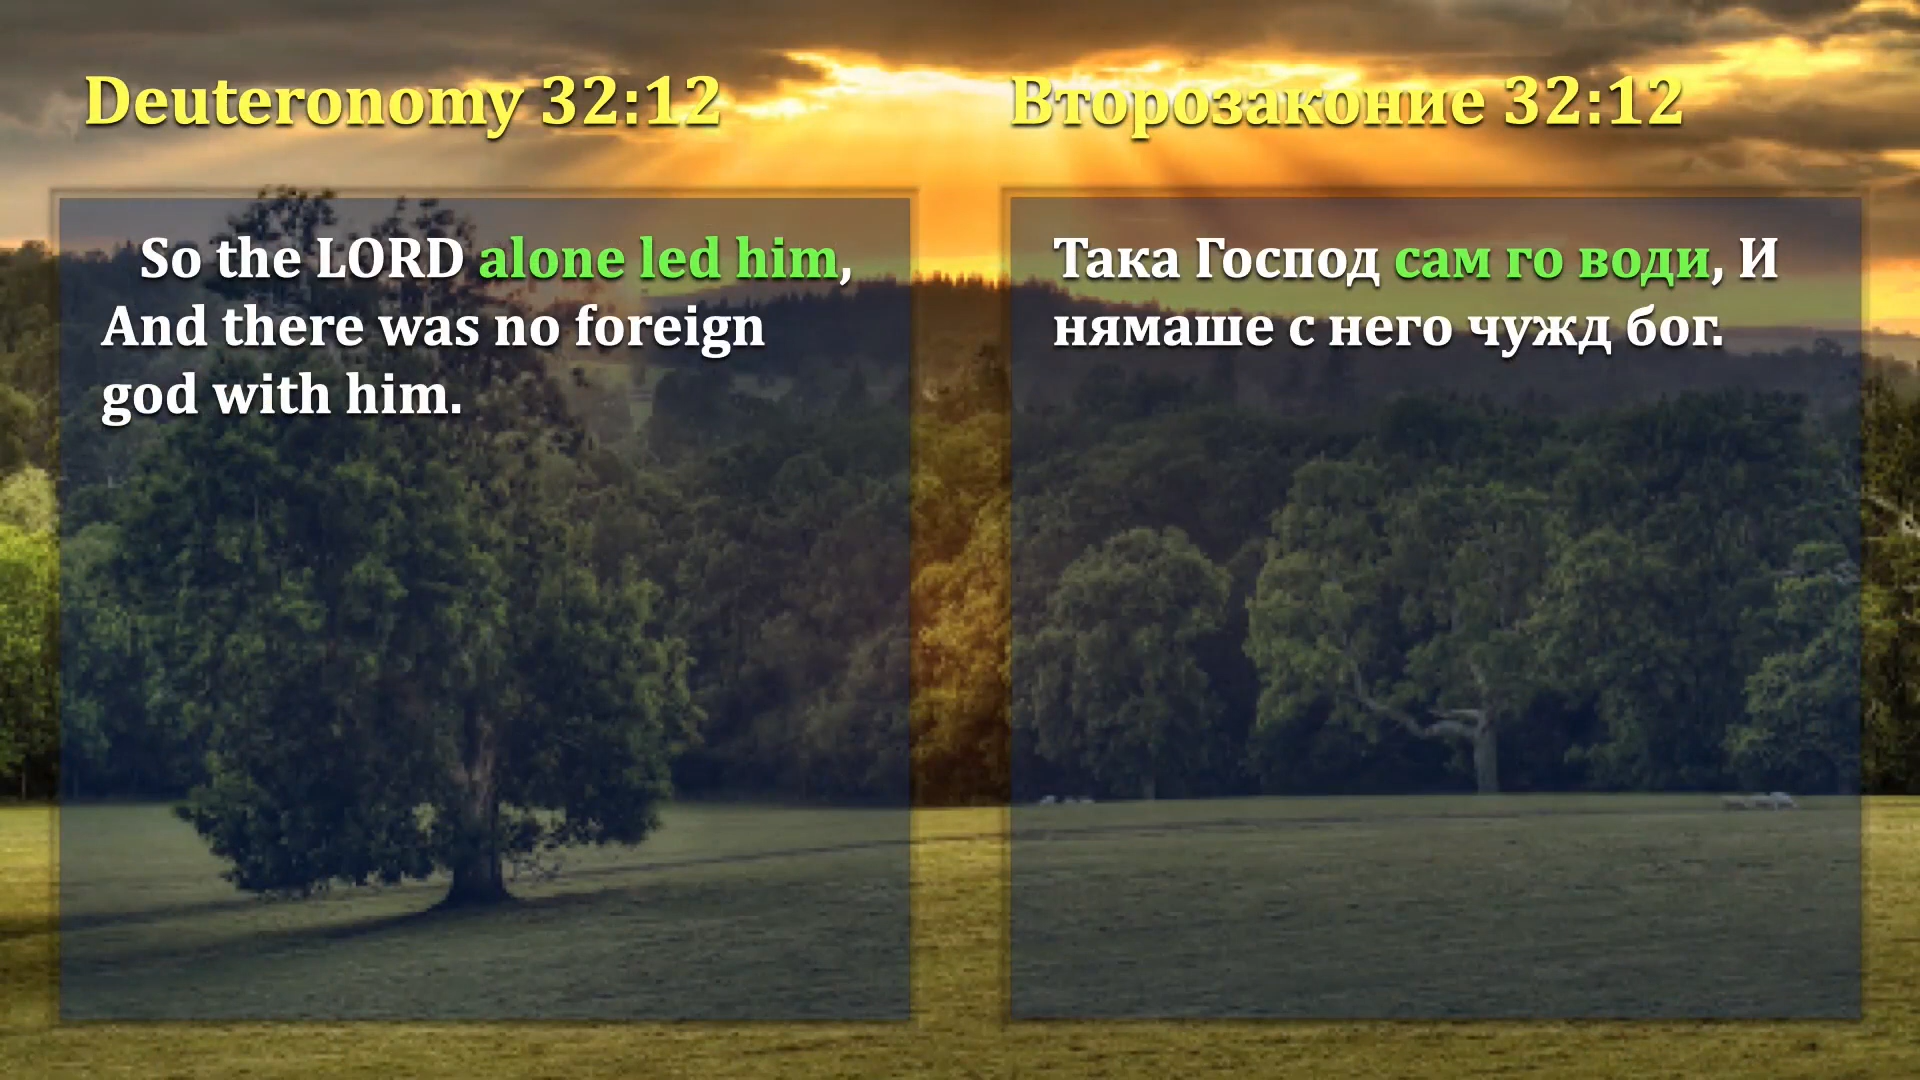 Deuteronomy 32:12
So the LORD alone led him,
And there was no foreign
god with him.
Второзаконие 32:12
Така Господ сам го води, И
нямаше с него чужд бог.